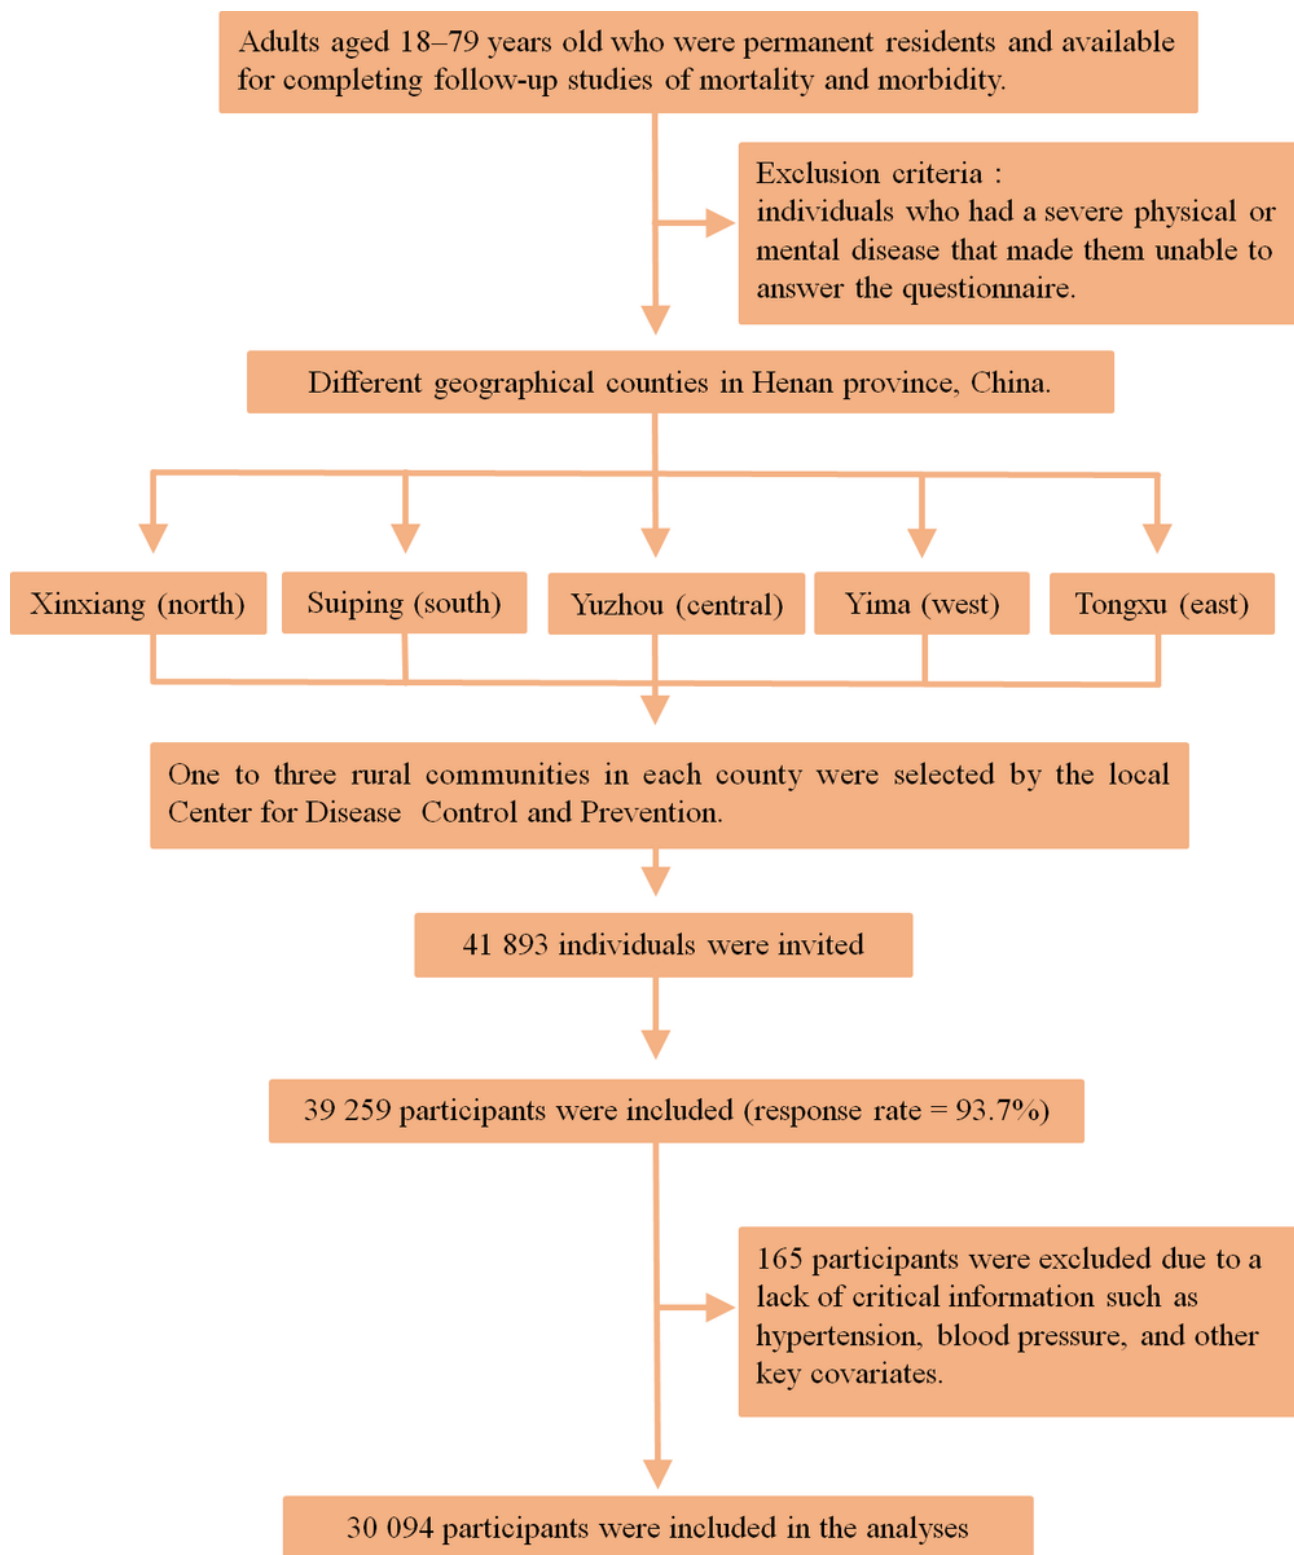 Adults aged 18–79 years old who were permanent residents and available
for completing follow-up studies of mortality and morbidity.
Exclusion criteria :
individuals who had a severe physical or
mental disease that made them unable to
answer the questionnaire.
Different geographical counties in Henan province, China.
Xinxiang (north)
Suiping (south)
Yuzhou (central)
Yima (west)
Tongxu (east)
One to three rural communities in each county were selected by the local
Center for Disease Control and Prevention.
41 893 individuals were invited
39 259 participants were included (response rate = 93.7%)
165 participants were excluded due to a
lack of critical information such as
hypertension, blood pressure, and other
key covariates.
30 094 participants were included in the analyses